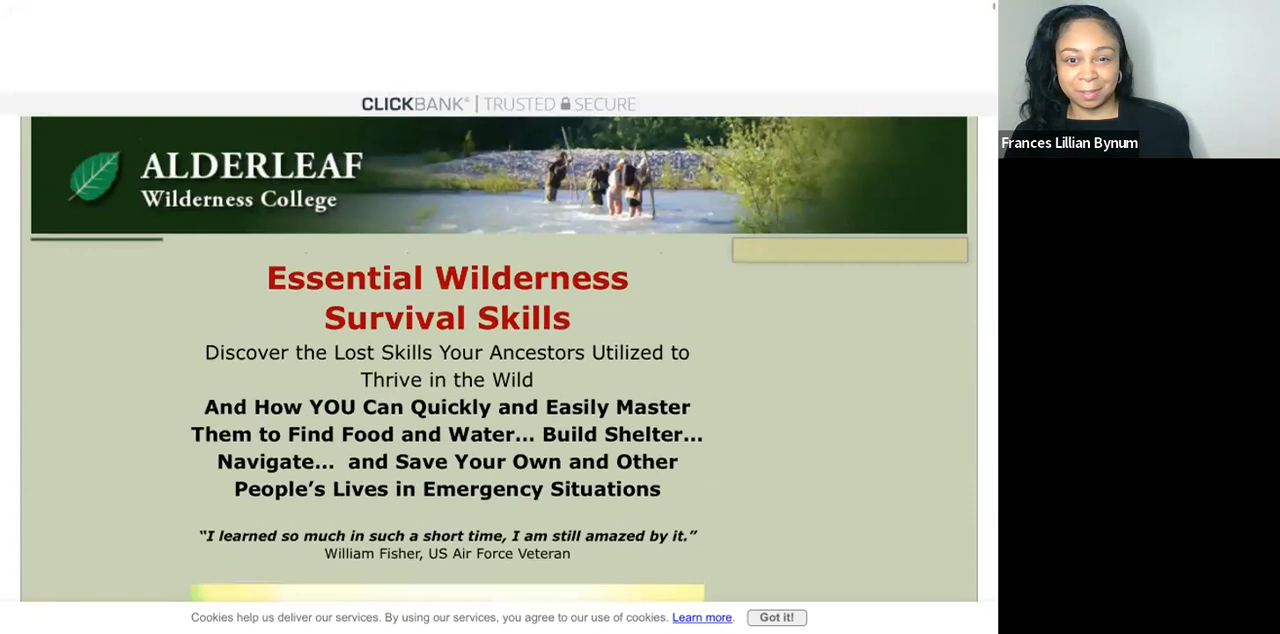 CLICKBANK® | TRUSTED SECURE
ALDERLEAF
Wilderness College
Frances Lillian Bynum
Essential Wilderness
Survival Skills
Discover the Lost Skills Your Ancestors Utilized to
Thrive in the Wild
And How YOU Can Quickly and Easily Master
Them to Find Food and Water... Build Shelter...
Navigate...  and Save Your Own and Other
People’s Lives in Emergency Situations
“I learned so much in such a short time, I am still amazed by it.”
William Fisher, US Air Force Veteran
Cookies help us deliver our services. By using our services, you agree to our use of cookies. Learn more. Got it!